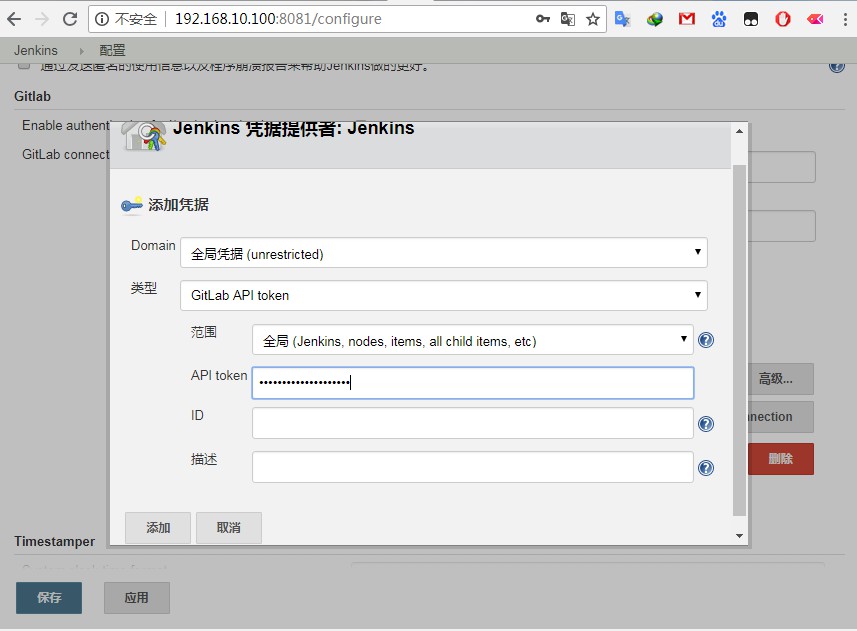 不安全 192.168.10.100:8081/configure
Jenkins 配置
通过发送匿名的使用信息以及程序崩溃报告来帮助Jenkins做的更好。
Gitlab
Enable authenti
GitLab connect
Jenkins 凭据提供者: Jenkins
添加凭据
Domain 全局凭据 (unrestricted)
类型 GitLab API token
范围 全局 (Jenkins, nodes, items, all child items, etc)
API token ••••••••••••••••••••
ID
描述
添加 取消
高级...
nection
删除
Timestamper
保存 应用